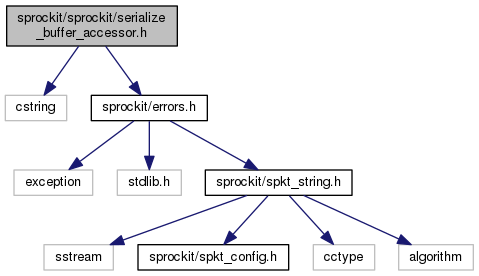 sprockit/sprockit/serialize
_buffer_accessor.h
cstring
sprockit/errors.h
exception
stdlib.h
sprockit/spkt_string.h
sstream
sprockit/spkt_config.h
cctype
algorithm